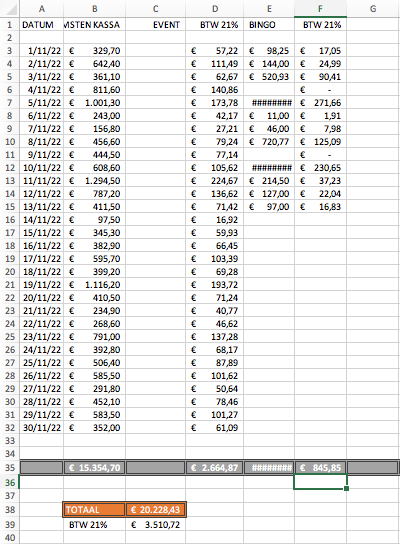 A B C D E F G
1 DATUM MSTEN KASSA EVENT BTW 21% BINGO BTW 21%
2
3 1/11/22 € 329,70 € 57,22 € 98,25 € 17,05
4 2/11/22 € 642,40 € 111,49 € 144,00 € 24,99
5 3/11/22 € 361,10 € 62,67 € 520,93 € 90,41
6 4/11/22 € 811,60 € 140,86 € -
7 5/11/22 € 1.001,30 € 173,78 ######## € 271,66
8 6/11/22 € 243,00 € 42,17 € 11,00 € 1,91
9 7/11/22 € 156,80 € 27,21 € 46,00 € 7,98
10 8/11/22 € 456,60 € 79,24 € 720,77 € 125,09
11 9/11/22 € 444,50 € 77,14 € -
12 10/11/22 € 608,60 € 105,62 ######## € 230,65
13 11/11/22 € 1.294,50 € 224,67 € 214,50 € 37,23
14 12/11/22 € 787,20 € 136,62 € 127,00 € 22,04
15 13/11/22 € 411,50 € 71,42 € 97,00 € 16,83
16 14/11/22 € 97,50 € 16,92
17 15/11/22 € 345,30 € 59,93
18 16/11/22 € 382,90 € 66,45
19 17/11/22 € 595,70 € 103,39
20 18/11/22 € 399,20 € 69,28
21 19/11/22 € 1.116,20 € 193,72
22 20/11/22 € 410,50 € 71,24
23 21/11/22 € 234,90 € 40,77
24 22/11/22 € 268,60 € 46,62
25 23/11/22 € 791,00 € 137,28
26 24/11/22 € 392,80 € 68,17
27 25/11/22 € 506,40 € 87,89
28 26/11/22 € 585,50 € 101,62
29 27/11/22 € 291,80 € 50,64
30 28/11/22 € 452,10 € 78,46
31 29/11/22 € 583,50 € 101,27
32 30/11/22 € 352,00 € 61,09
33
34
35 € 15.354,70 € 2.664,87 ######## € 845,85
36
37
38 TOTAAL € 20.228,43
39 BTW 21% € 3.510,72
40